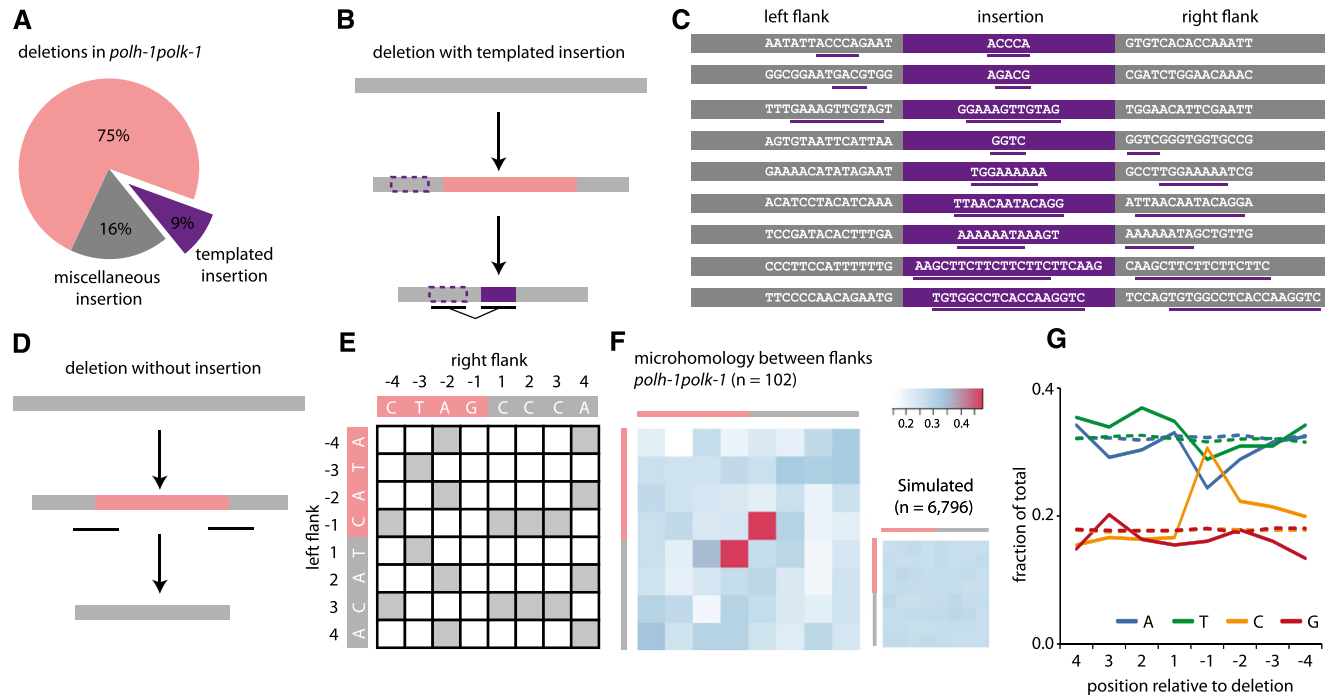 A
deletions in polh-1polk-1
75%
16%
9%
miscellaneous
insertion
templated
insertion
B
deletion with templated insertion
C
left flank insertion right flank
AATATTACCCAGAAT ACCCA GTGTCACACCAAATT
GGCGGAATGACGTGG AGACG CGATCTGGAACAAAC
TTTGAAAGTTGTAGT GGAAAGTTGTAG TGGAACATTCGAATT
AGTGTAATTCATTAA GGTC GGTCGGGTGGTGCCG
GAAAACATATAGAAT TGGAAAAAA GCCTTGGAAAAATCG
ACATCCTACATCAAA TTAACAATACAGG ATTAACAATACAGGA
TCCGATACACTTTGA AAAAAATAAAGT AAAAAATAGCTGTTG
CCCTTCCATTTTTTG AAGCTTCTTCTTCTTCTTCAAG CAAGCTTCTTCTTCTTC
TTCCCCAACAGAATG TGTGGCCTCACCAAGGTC TCCAGTGTGGCCTCACCAAGGTC
D
deletion without insertion
E
right flank
-4 -3 -2 -1 1 2 3 4
C T A G C C C A
left flank
-4 A
-3 T
-2 A
-1 C
1 T
2 A
3 C
4 A
F
microhomology between flanks
polh-1polk-1 (n = 102)
0.2 0.3 0.4
Simulated
(n = 6,796)
G
fraction of total
0.4
0.2
0.0
A T C G
4 3 2 1 -1 -2 -3 -4
position relative to deletion